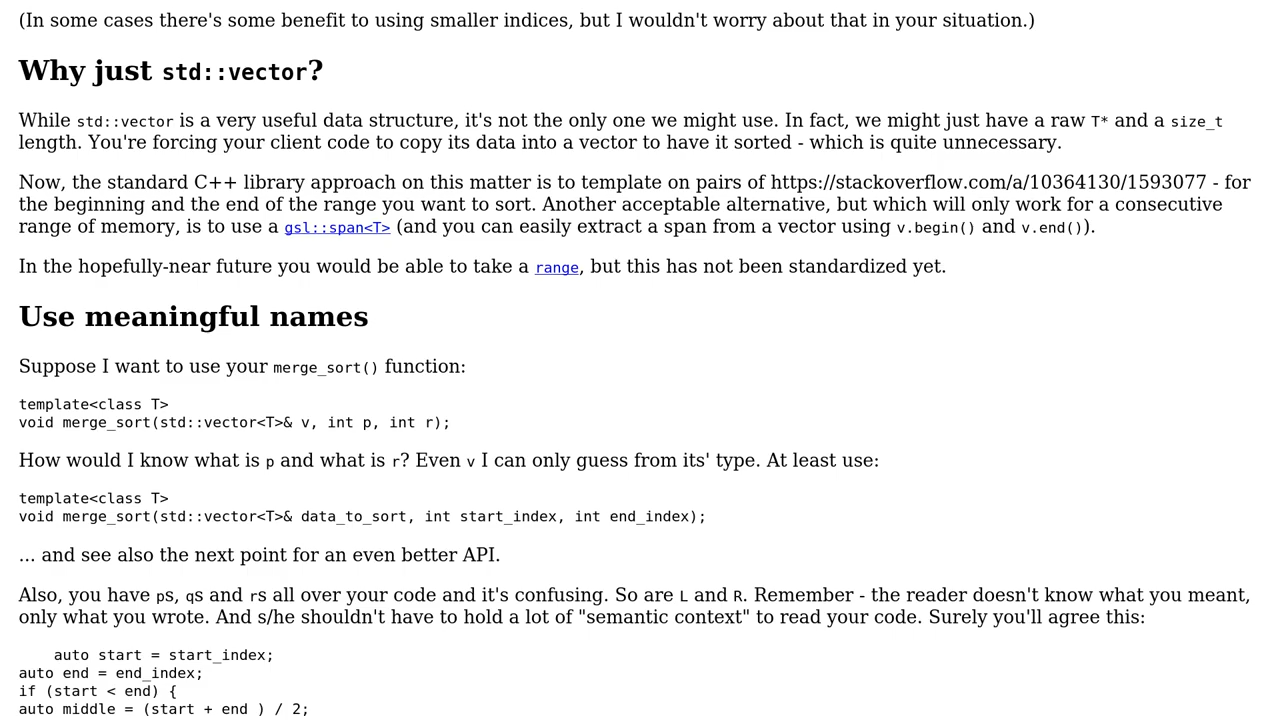 (In some cases there's some benefit to using smaller indices, but I wouldn't worry about that in your situation.)
Why just std::vector?
While std::vector is a very useful data structure, it's not the only one we might use. In fact, we might just have a raw T* and a size_t
length. You're forcing your client code to copy its data into a vector to have it sorted - which is quite unnecessary.
Now, the standard C++ library approach on this matter is to template on pairs of https://stackoverflow.com/a/10364130/1593077 - for
the beginning and the end of the range you want to sort. Another acceptable alternative, but which will only work for a consecutive
range of memory, is to use a gsl::span<T> (and you can easily extract a span from a vector using v.begin() and v.end()).
In the hopefully-near future you would be able to take a range, but this has not been standardized yet.
Use meaningful names
Suppose I want to use your merge_sort() function:
template<class T>
void merge_sort(std::vector<T>& v, int p, int r);
How would I know what is p and what is r? Even v I can only guess from its' type. At least use:
template<class T>
void merge_sort(std::vector<T>& data_to_sort, int start_index, int end_index);
... and see also the next point for an even better API.
Also, you have ps, qs and rs all over your code and it's confusing. So are L and R. Remember - the reader doesn't know what you meant,
only what you wrote. And s/he shouldn't have to hold a lot of "semantic context" to read your code. Surely you'll agree this:
    auto start = start_index;
auto end = end_index;
if (start < end) {
auto middle = (start + end ) / 2;